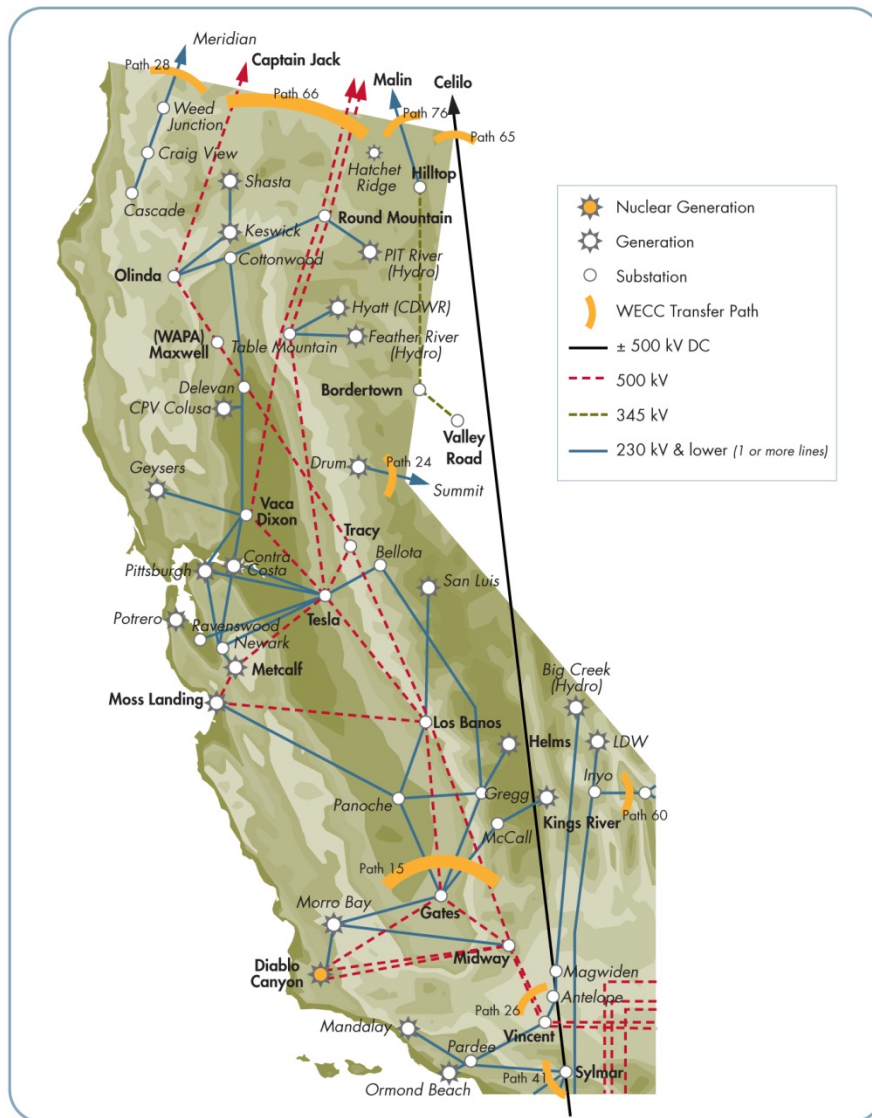 Meridian
Path 28
Captain Jack
Path 66
Malin
Celilo
Path 76
Path 65
Weed
Junction
Craig View
Cascade
Shasta
Hatchet
Ridge
Hilltop
Keswick
Round Mountain
Cottonwood
Olinda
PIT River
(Hydro)
Hyatt (CDWR)
(WAPA)
Maxwell
Table Mountain
Feather River
(Hydro)
Delevan
CPV Colusa
Bordertown
Valley
Road
Geysers
Drum
Path 24
Summit
Vaca
Dixon
Tracy
Bellota
Contra
Costa
Pittsburgh
San Luis
Potrero
Ravenswood
Newark
Tesla
Metcalf
Moss Landing
Los Banos
Big Creek
(Hydro)
Helms
LDW
Inyo
Panoche
Gregg
Kings River
Path 60
McCall
Path 15
Gates
Morro Bay
Midway
Diablo
Canyon
Magwiden
Antelope
Path 26
Vincent
Mandalay
Pardee
Ormond Beach
Path 41
Sylmar
Nuclear Generation
Generation
Substation
WECC Transfer Path
± 500 kV DC
500 kV
345 kV
230 kV & lower (1 or more lines)